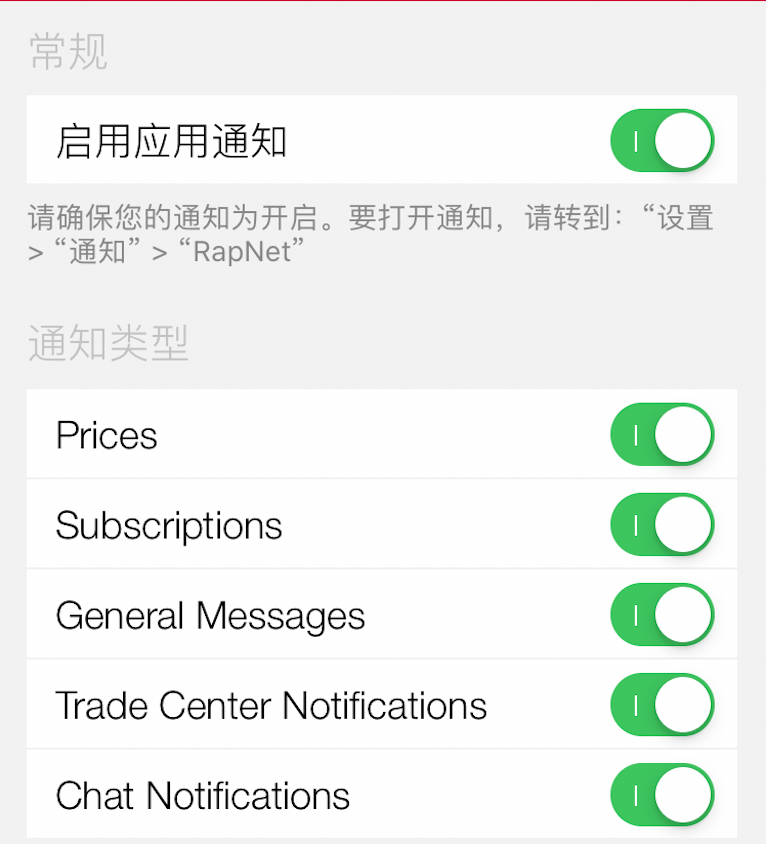 常规
启用应用通知
请确保您的通知为开启。要打开通知，请转到：“设置
> “通知” > “RapNet”
通知类型
Prices
Subscriptions
General Messages
Trade Center Notifications
Chat Notifications